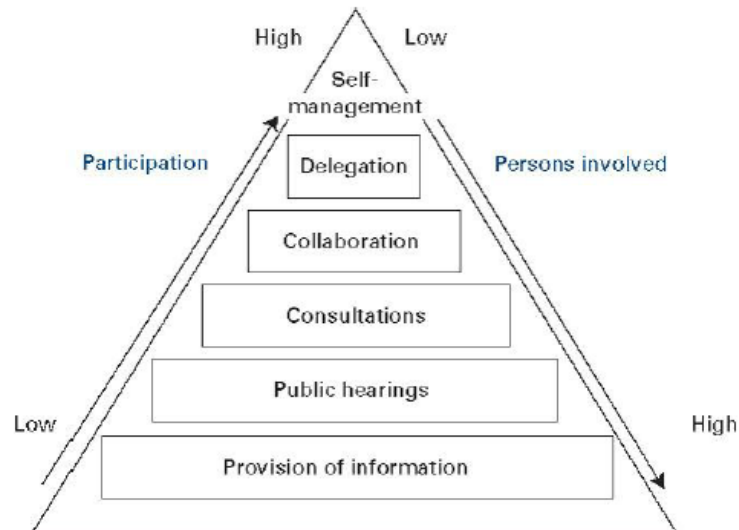 High
Low
Self-
management
Participation
Persons involved
Delegation
Collaboration
Consultations
Public hearings
Low
High
Provision of information